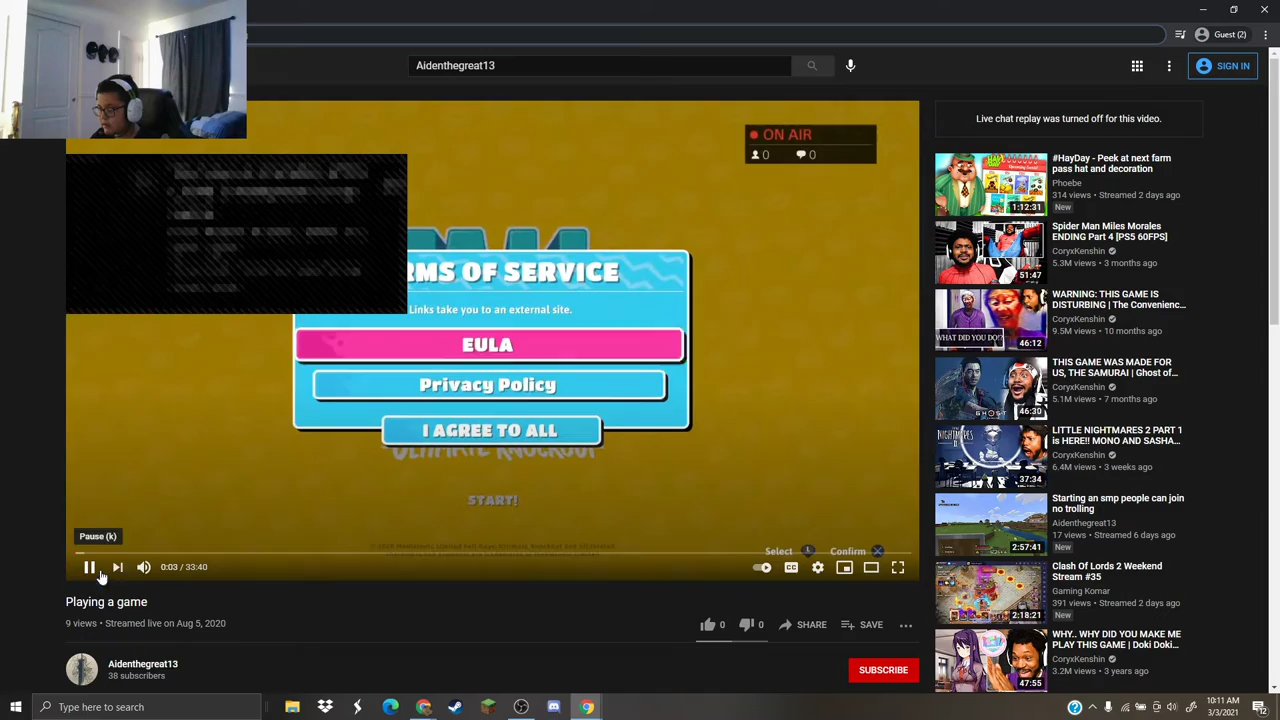 Guest (2)
Aidenthegreat13
SIGN IN
ON AIR
0 0
RMS OF SERVICE
Links take you to an external site.
EULA
Privacy Policy
I AGREE TO ALL
ULTIMATE KNOCKOUT
START!
Select Confirm
Pause (k)
0:03 / 33:40
CC
Playing a game
9 views • Streamed live on Aug 5, 2020
0 0 SHARE SAVE
Aidenthegreat13
38 subscribers
SUBSCRIBE
Live chat replay was turned off for this video.
1:12:31
#HayDay - Peek at next farm
pass hat and decoration
Phoebe
314 views • Streamed 2 days ago
New
51:47
Spider Man Miles Morales
ENDING Part 4 [PS5 60FPS]
CoryxKenshin
5.3M views • 3 months ago
WHAT DID YOU DO!?
46:12
WARNING: THIS GAME IS
DISTURBING | The Convenienc...
CoryxKenshin
9.5M views • 10 months ago
GHOST
46:30
THIS GAME WAS MADE FOR
US, THE SAMURAI | Ghost of...
CoryxKenshin
5.1M views • 7 months ago
NIGHTMARES
37:34
LITTLE NIGHTMARES 2 PART 1
is HERE!! MONO AND SASHA...
CoryxKenshin
6.4M views • 3 weeks ago
2:57:41
Starting an smp people can join
no trolling
Aidenthegreat13
17 views • Streamed 6 days ago
New
2:18:21
Clash Of Lords 2 Weekend
Stream #35
Gaming Komar
391 views • Streamed 2 days ago
New
47:55
WHY.. WHY DID YOU MAKE ME
PLAY THIS GAME | Doki Doki...
CoryxKenshin
3.2M views • 3 years ago
Type here to search
10:11 AM
3/3/2021
12